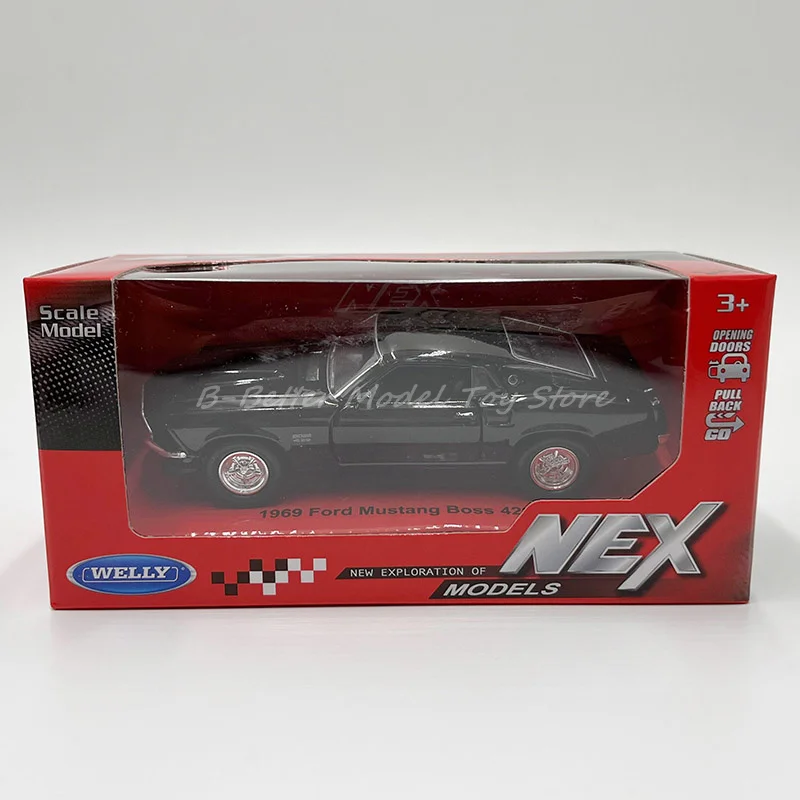 NEX
Scale
Model
3+
OPENING
DOORS
PULL
BACK
GO
B-Better Model Toy Store
1969 Ford Mustang Boss 42
WELLY
NEW EXPLORATION OF
NEX
MODELS